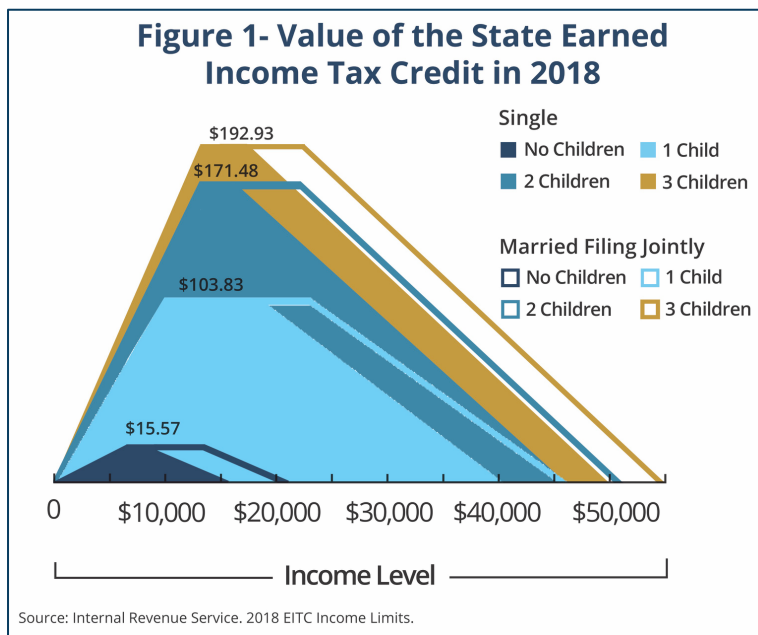 Figure 1- Value of the State Earned
Income Tax Credit in 2018
Single
No Children 1 Child
2 Children 3 Children
Married Filing Jointly
No Children 1 Child
2 Children 3 Children
$192.93
$171.48
$103.83
$15.57
0 $10,000 $20,000 $30,000 $40,000 $50,000
Income Level
Source: Internal Revenue Service. 2018 EITC Income Limits.